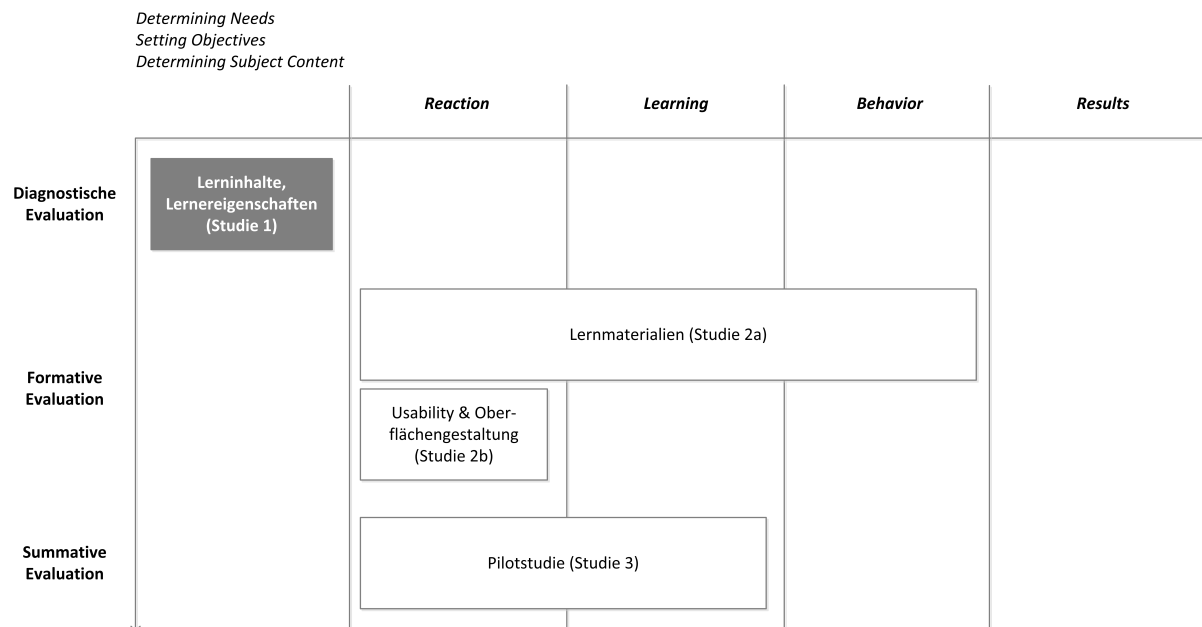 Determining Needs
Setting Objectives
Determining Subject Content
Reaction
Learning
Behavior
Results
Diagnostische
Evaluation
Lerninhalte,
Lernereigenschaften
(Studie 1)
Lernmaterialien (Studie 2a)
Formative
Evaluation
Usability & Ober-
flächengestaltung
(Studie 2b)
Summative
Evaluation
Pilotstudie (Studie 3)